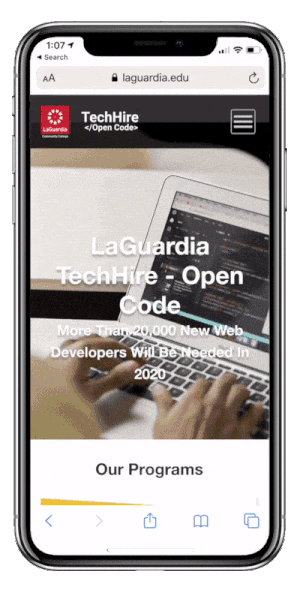 1:07
Search
AA
laguardia.edu
LaGuardia
Community College
TechHire
</Open Code>
LaGuardia
TechHire - Open
Code
More Than 20,000 New Web
Developers Will Be Needed In
2020
Our Programs